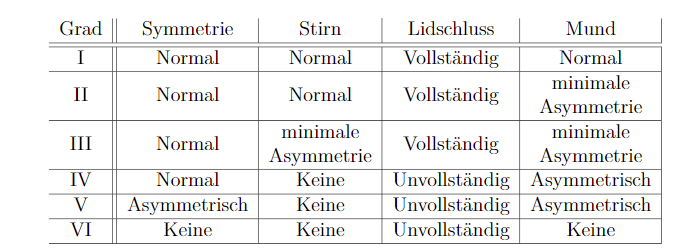 Grad Symmetrie Stirn Lidschluss Mund
I Normal Normal Vollständig Normal
II Normal Normal Vollständig minimale Asymmetrie
III Normal minimale Asymmetrie Vollständig minimale Asymmetrie
IV Normal Keine Unvollständig Asymmetrisch
V Asymmetrisch Keine Unvollständig Asymmetrisch
VI Keine Keine Unvollständig Keine